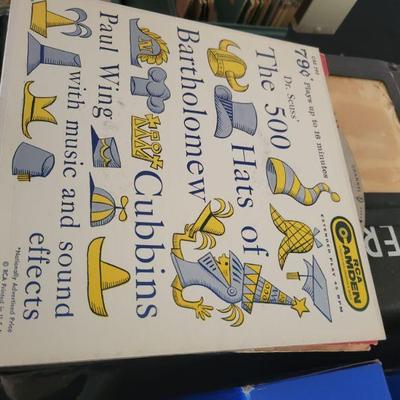 79¢* Plays up to 16 minutes
RCA
CAMDEN
EXTENDED PLAY 45 RPM
Dr. Seuss'
The 500
Hats of
Bartholomew
Cubbins
Paul Wing
with music and sound
effects
*Nationally Advertised Price
© RCA Printed in U.S.A.
ER